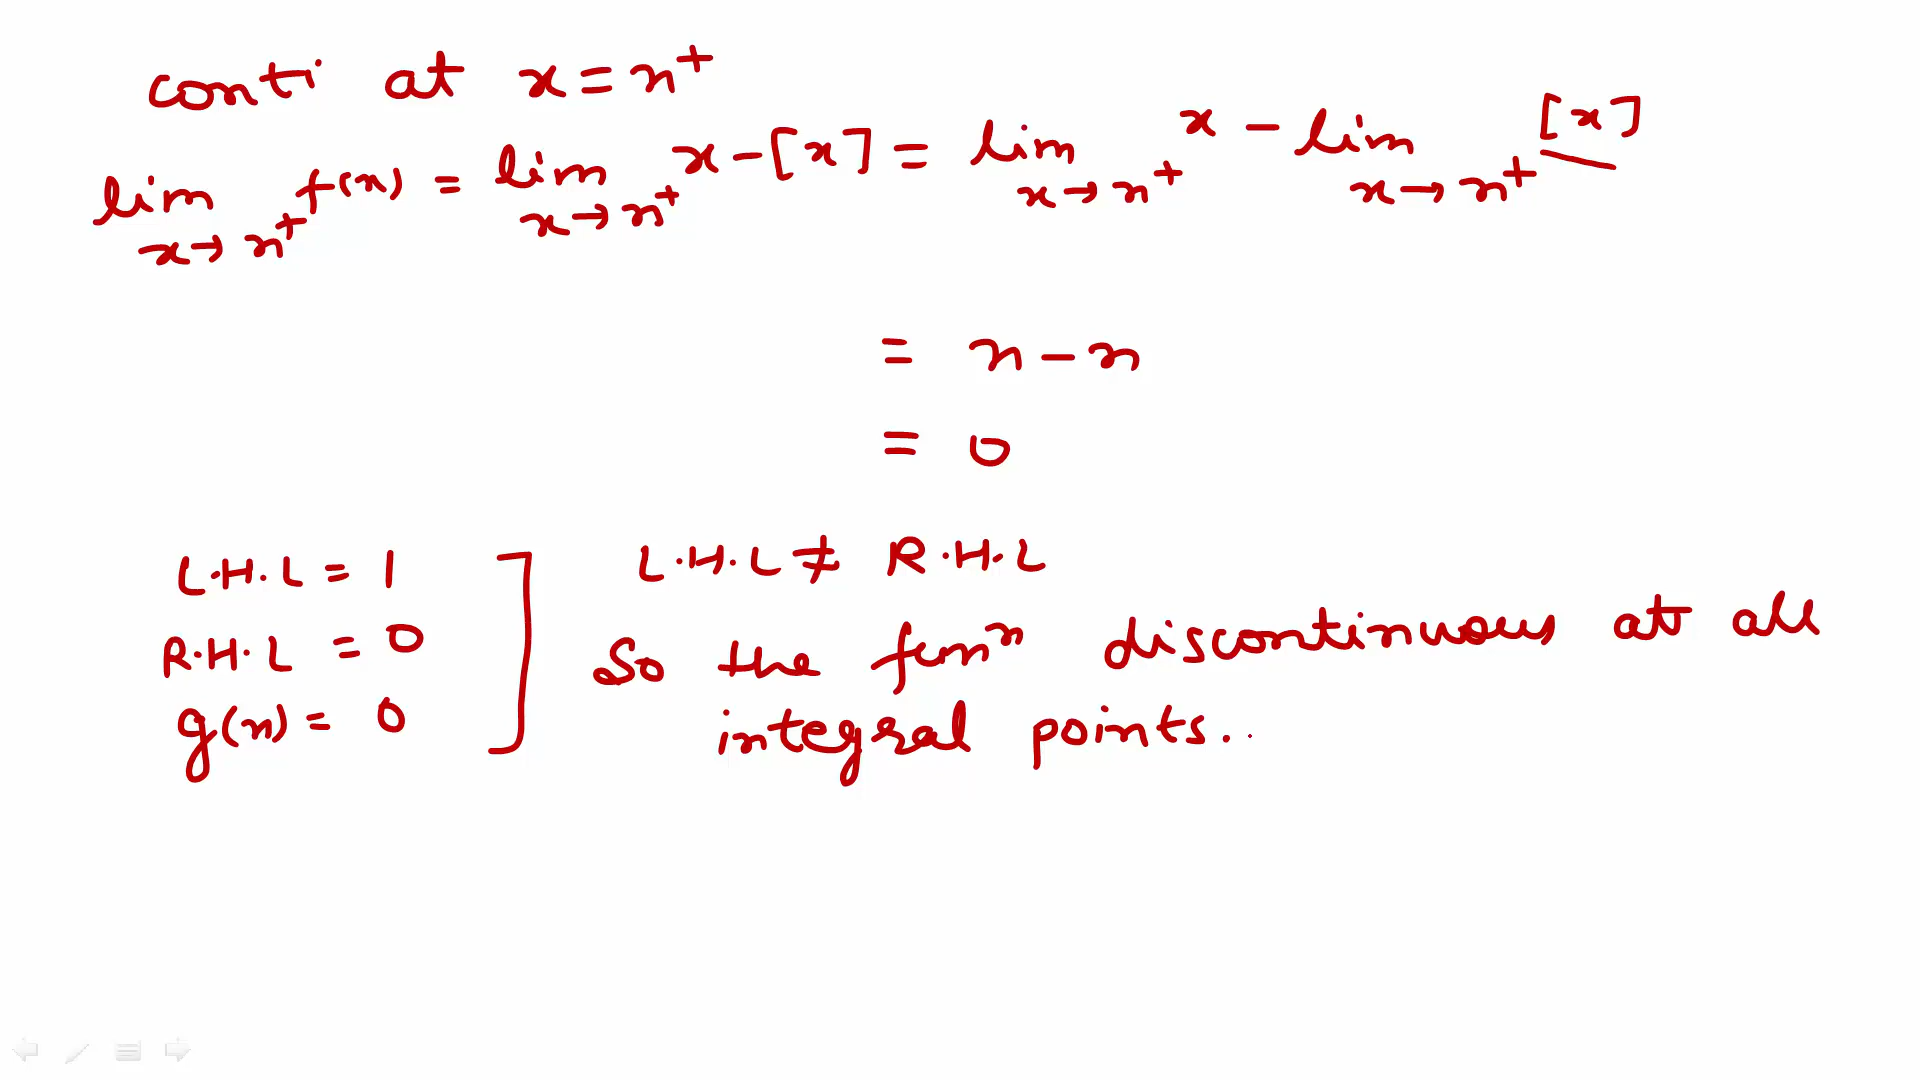 conti at x = n⁺
lim x→n⁺ f(x) = lim x→n⁺ x - [x] = lim x→n⁺ x - lim x→n⁺ [x]
= n - n
= 0
L.H.L = 1
R.H.L = 0
g(n) = 0
L.H.L ≠ R.H.L
So the funⁿ discontinuous at all
integral points..